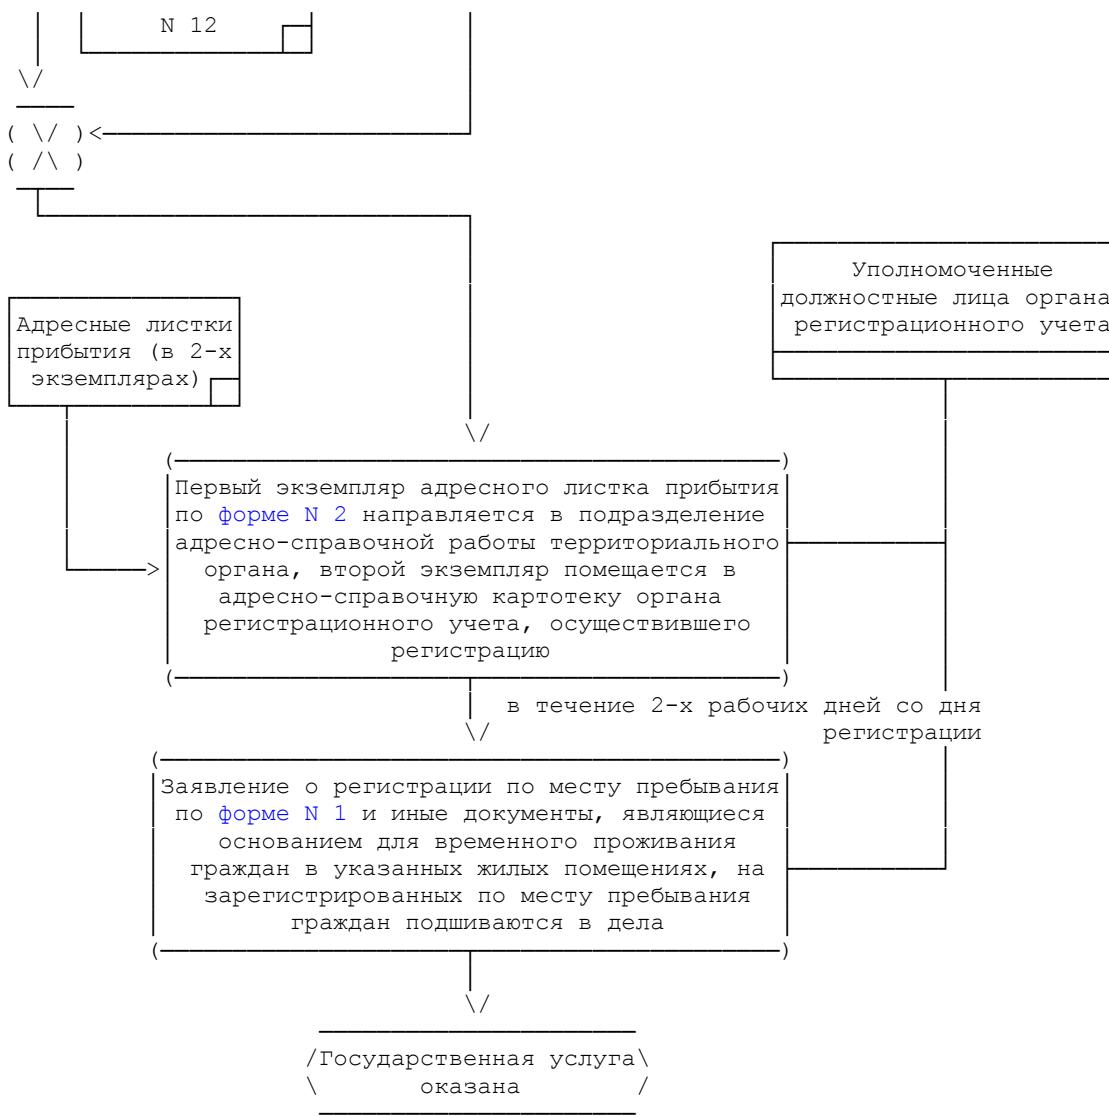 N 12
Уполномоченные
должностные лица органа
регистрационного учета
Адресные листки
прибытия (в 2-х
экземплярах)
Первый экземпляр адресного листка прибытия
по форме N 2 направляется в подразделение
адресно-справочной работы территориального
органа, второй экземпляр помещается в
адресно-справочную картотеку органа
регистрационного учета, осуществившего
регистрацию
в течение 2-х рабочих дней со дня
регистрации
Заявление о регистрации по месту пребывания
по форме N 1 и иные документы, являющиеся
основанием для временного проживания
граждан в указанных жилых помещениях, на
зарегистрированных по месту пребывания
граждан подшиваются в дела
Государственная услуга
оказана